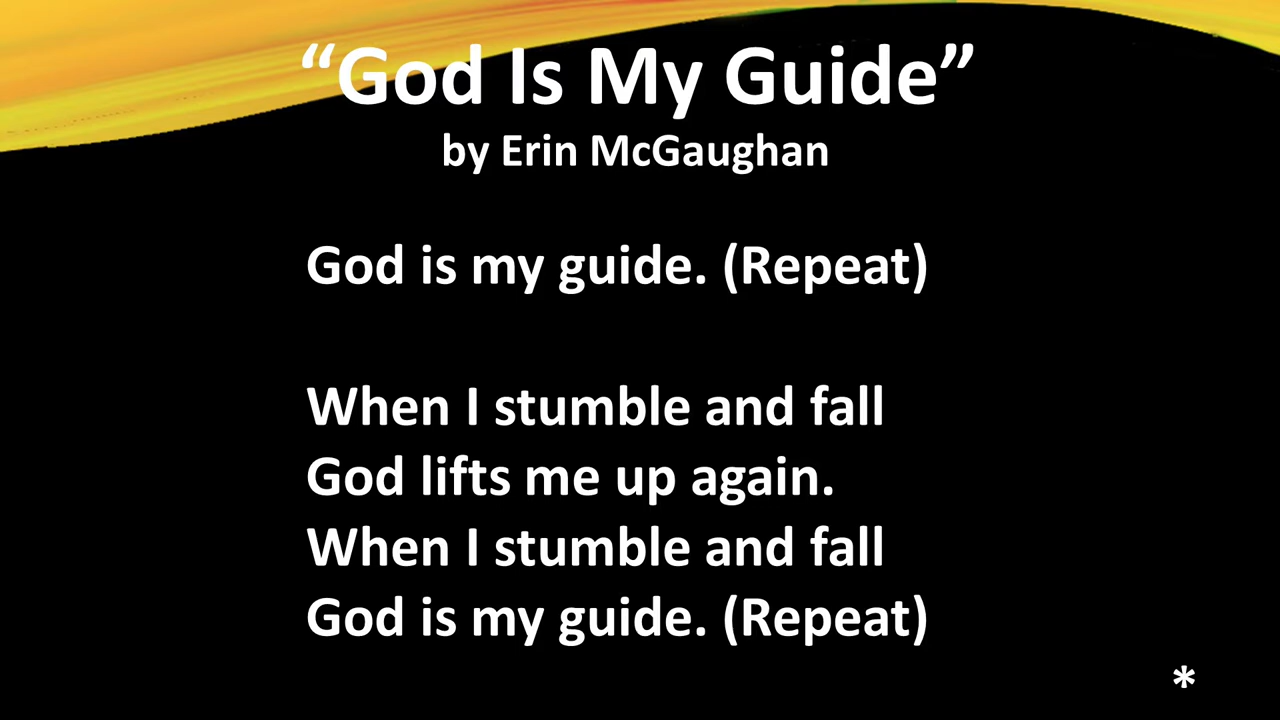 “God Is My Guide”
by Erin McGaughan
God is my guide. (Repeat)
When I stumble and fall
God lifts me up again.
When I stumble and fall
God is my guide. (Repeat)
*